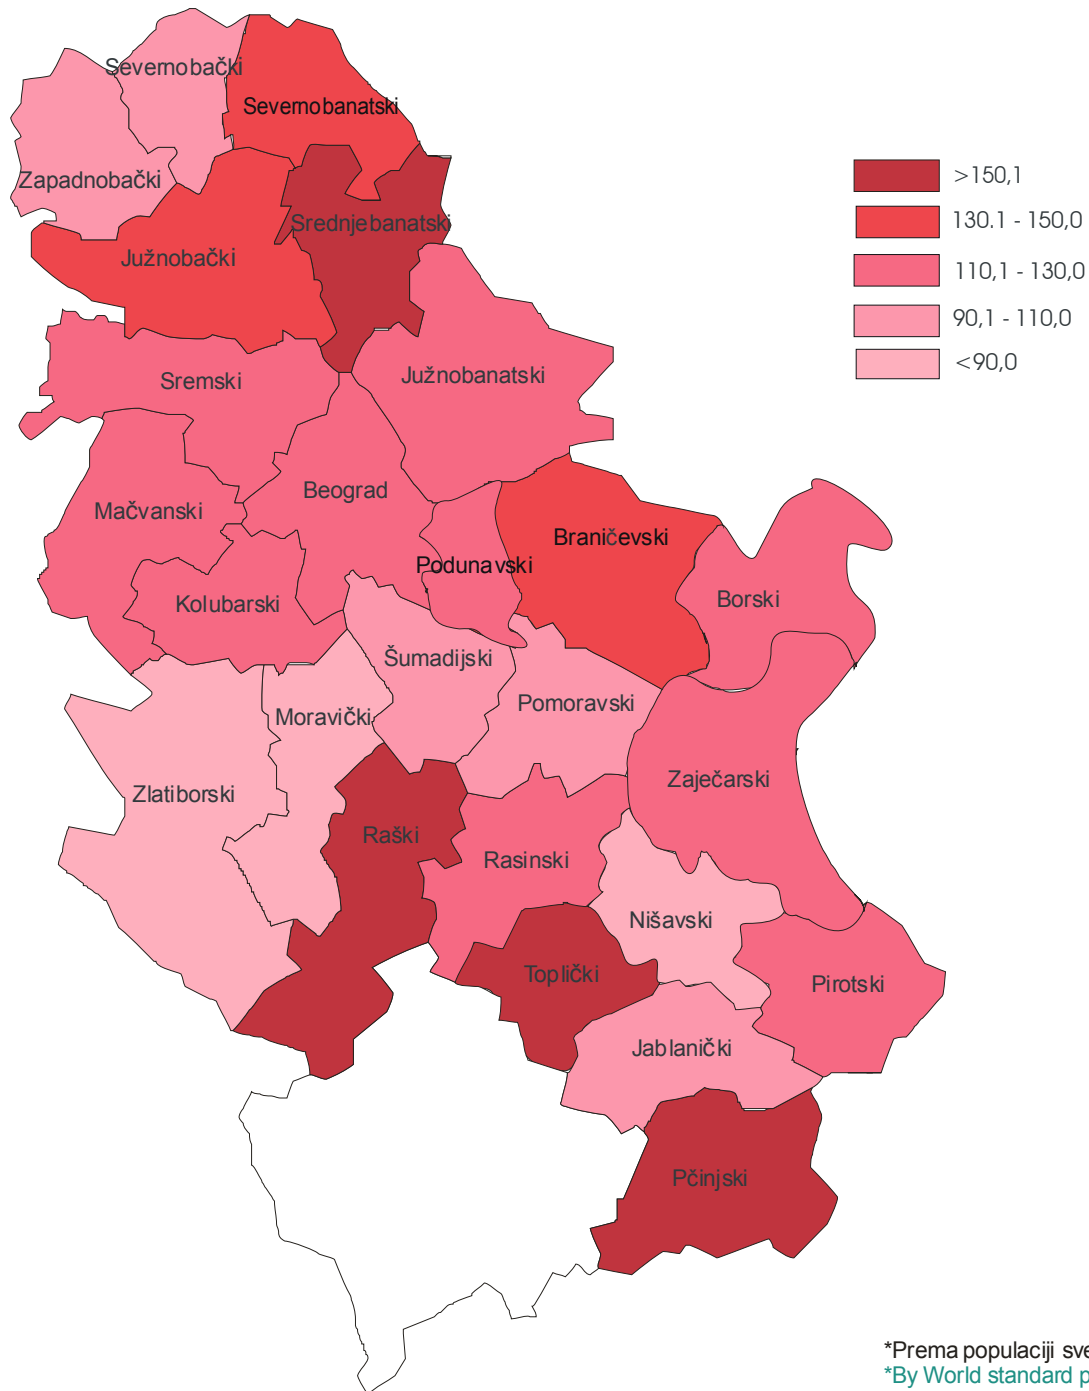 Severnobački
Severnobanatski
Zapadnobački
Srednjebanatski
Južnobački
Sremski
Južnobanatski
Beograd
Mačvanski
Braničevski
Podunavski
Kolubarski
Borski
Šumadijski
Pomoravski
Moravički
Zaječarski
Zlatiborski
Raški
Rasinski
Nišavski
Toplički
Pirotski
Jablanički
Pčinjski
>150,1
130.1 - 150,0
110,1 - 130,0
90,1 - 110,0
<90,0
*Prema populaciji sve
*By World standard p